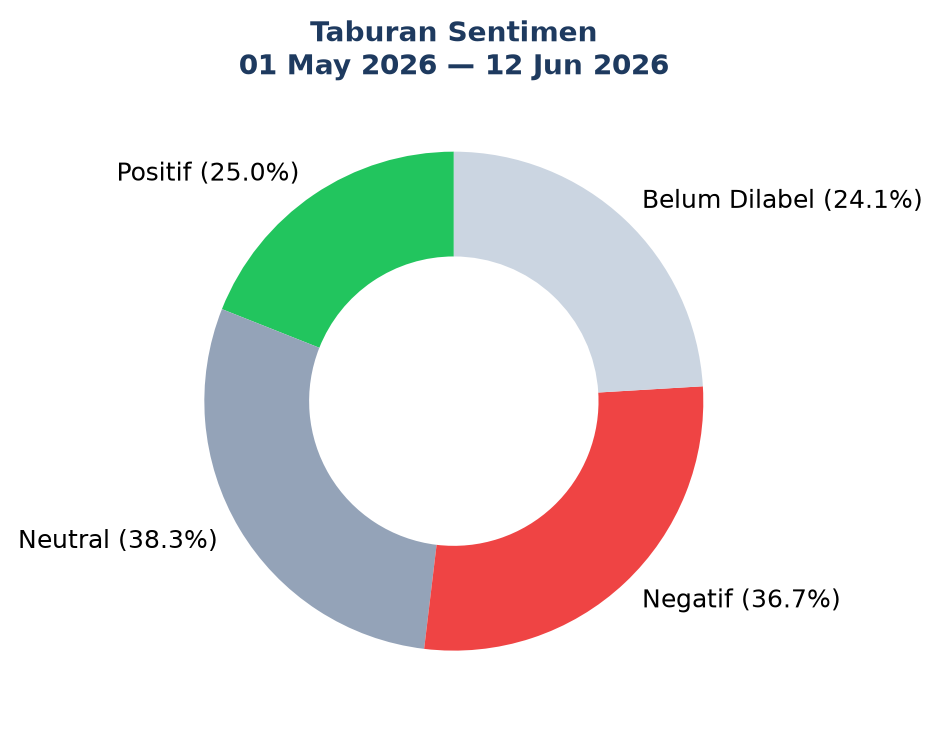 Taburan Sentimen
01 May 2026 — 12 Jun 2026
Positif (25.0%)
Belum Dilabel (24.1%)
Neutral (38.3%)
Negatif (36.7%)